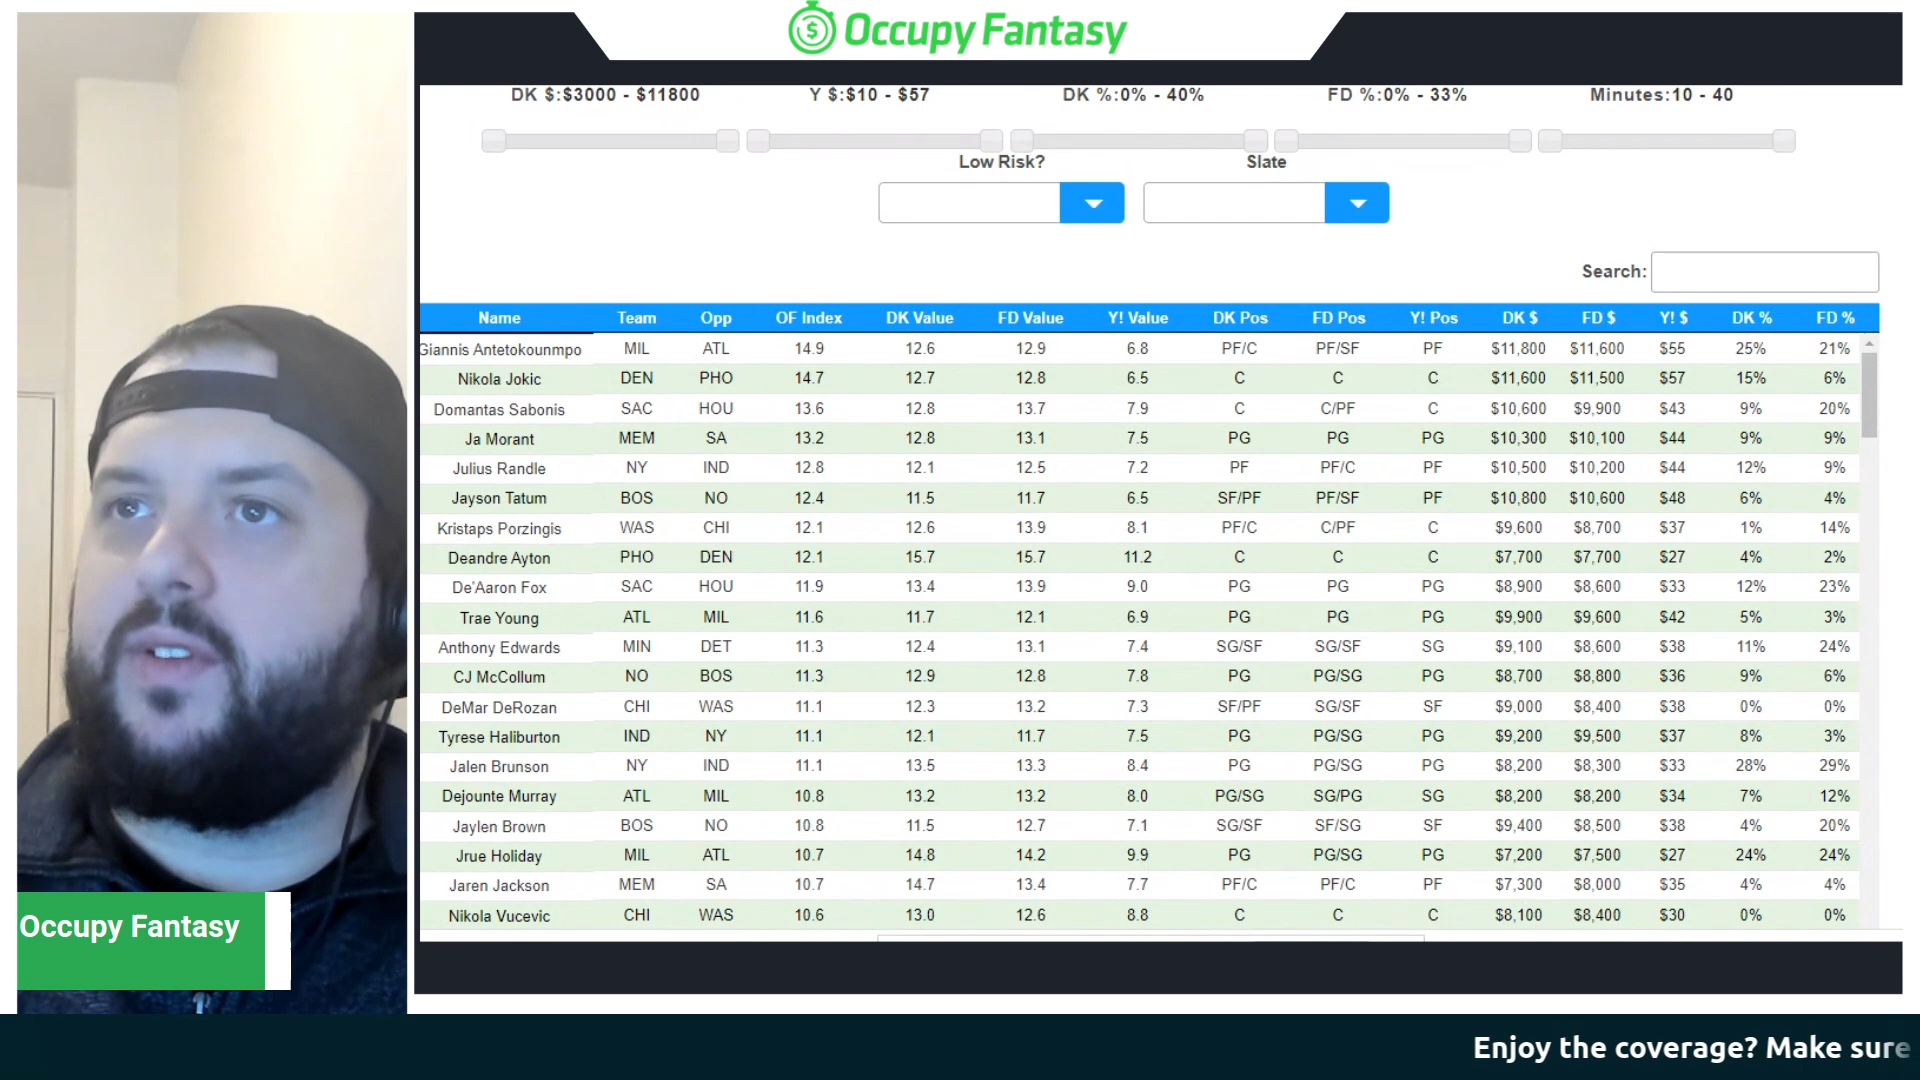 Occupy Fantasy
DK $:$3000 - $11800 Y $:$10 - $57 DK %:0% - 40% FD %:0% - 33% Minutes:10 - 40
Low Risk? Slate
Search:
Name Team Opp OF Index DK Value FD Value Y! Value DK Pos FD Pos Y! Pos DK $ FD $ Y! $ DK % FD %
Giannis Antetokounmpo MIL ATL 14.9 12.6 12.9 6.8 PF/C PF/SF PF $11,800 $11,600 $55 25% 21%
Nikola Jokic DEN PHO 14.7 12.7 12.8 6.5 C C C $11,600 $11,500 $57 15% 6%
Domantas Sabonis SAC HOU 13.6 12.8 13.7 7.9 C C/PF C $10,600 $9,900 $43 9% 20%
Ja Morant MEM SA 13.2 12.8 13.1 7.5 PG PG PG $10,300 $10,100 $44 9% 9%
Julius Randle NY IND 12.8 12.1 12.5 7.2 PF PF/C PF $10,500 $10,200 $44 12% 9%
Jayson Tatum BOS NO 12.4 11.5 11.7 6.5 SF/PF PF/SF PF $10,800 $10,600 $48 6% 4%
Kristaps Porzingis WAS CHI 12.1 12.6 13.9 8.1 PF/C C/PF C $9,600 $8,700 $37 1% 14%
Deandre Ayton PHO DEN 12.1 15.7 15.7 11.2 C C C $7,700 $7,700 $27 4% 2%
De'Aaron Fox SAC HOU 11.9 13.4 13.9 9.0 PG PG PG $8,900 $8,600 $33 12% 23%
Trae Young ATL MIL 11.6 11.7 12.1 6.9 PG PG PG $9,900 $9,600 $42 5% 3%
Anthony Edwards MIN DET 11.3 12.4 13.1 7.4 SG/SF SG/SF SG $9,100 $8,600 $38 11% 24%
CJ McCollum NO BOS 11.3 12.9 12.8 7.8 PG PG/SG PG $8,700 $8,800 $36 9% 6%
DeMar DeRozan CHI WAS 11.1 12.3 13.2 7.3 SF/PF SG/SF SF $9,000 $8,400 $38 0% 0%
Tyrese Haliburton IND NY 11.1 12.1 11.7 7.5 PG PG/SG PG $9,200 $9,500 $37 8% 3%
Jalen Brunson NY IND 11.1 13.5 13.3 8.4 PG PG/SG PG $8,200 $8,300 $33 28% 29%
Dejounte Murray ATL MIL 10.8 13.2 13.2 8.0 PG/SG SG/PG SG $8,200 $8,200 $34 7% 12%
Jaylen Brown BOS NO 10.8 11.5 12.7 7.1 SG/SF SF/SG SF $9,400 $8,500 $38 4% 20%
Jrue Holiday MIL ATL 10.7 14.8 14.2 9.9 PG PG/SG PG $7,200 $7,500 $27 24% 24%
Jaren Jackson MEM SA 10.7 14.7 13.4 7.7 PF/C PF/C PF $7,300 $8,000 $35 4% 4%
Nikola Vucevic CHI WAS 10.6 13.0 12.6 8.8 C C C $8,100 $8,400 $30 0% 0%
Occupy Fantasy
Enjoy the coverage? Make sure